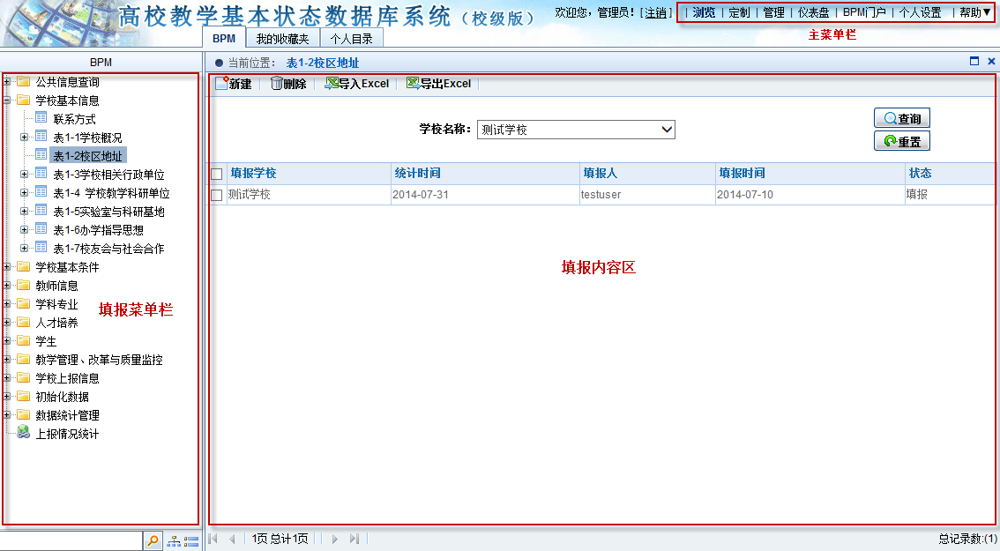 高校教学基本状态数据库系统（校级版）
欢迎您，管理员！[注销] | 浏览 | 定制 | 管理 | 仪表盘 | BPM门户 | 个人设置 | 帮助▼
主菜单栏
BPM 我的收藏夹 个人目录
BPM
当前位置： 表1-2校区地址
公共信息查询
学校基本信息
联系方式
表1-1学校概况
表1-2校区地址
表1-3学校相关行政单位
表1-4 学校教学科研单位
表1-5实验室与科研基地
表1-6办学指导思想
表1-7校友会与社会合作
学校基本条件
教师信息
学科专业
人才培养
学生
教学管理、改革与质量监控
学校上报信息
初始化数据
数据统计管理
上报情况统计
填报菜单栏
新建 | 删除 | 导入Excel | 导出Excel |
学校名称： 测试学校
查询
重置
填报学校 统计时间 填报人 填报时间 状态
测试学校 2014-07-31 testuser 2014-07-10 填报
填报内容区
1页 总计1页
总记录数:(1)